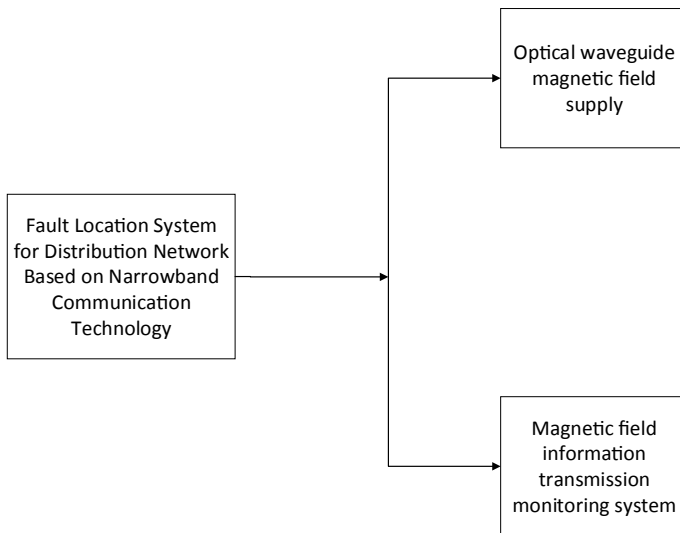 Optical waveguide
magnetic field
supply
Fault Location System
for Distribution Network
Based on Narrowband
Communication
Technology
Magnetic field
information
transmission
monitoring system